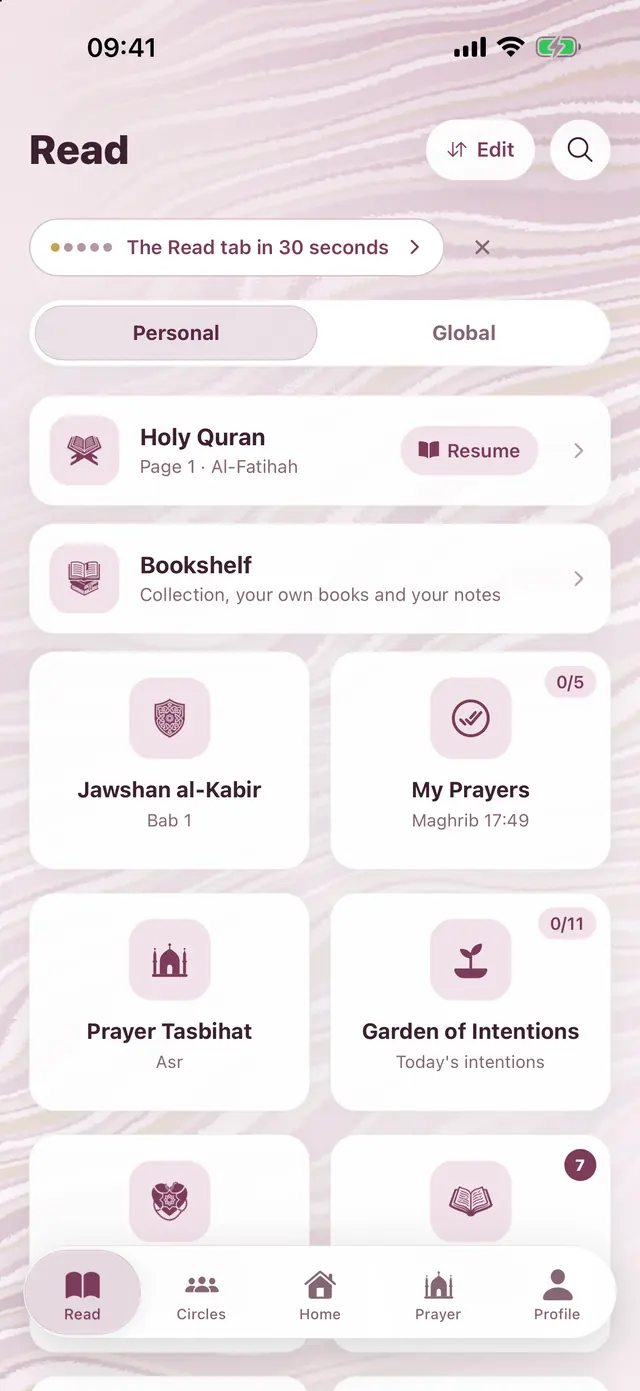 09:41
Read
Edit
The Read tab in 30 seconds
Personal
Global
Holy Quran
Page 1 · Al-Fatihah
Resume
Bookshelf
Collection, your own books and your notes
Jawshan al-Kabir
Bab 1
0/5
My Prayers
Maghrib 17:49
Prayer Tasbihat
Asr
0/11
Garden of Intentions
Today's intentions
7
Read
Circles
Home
Prayer
Profile